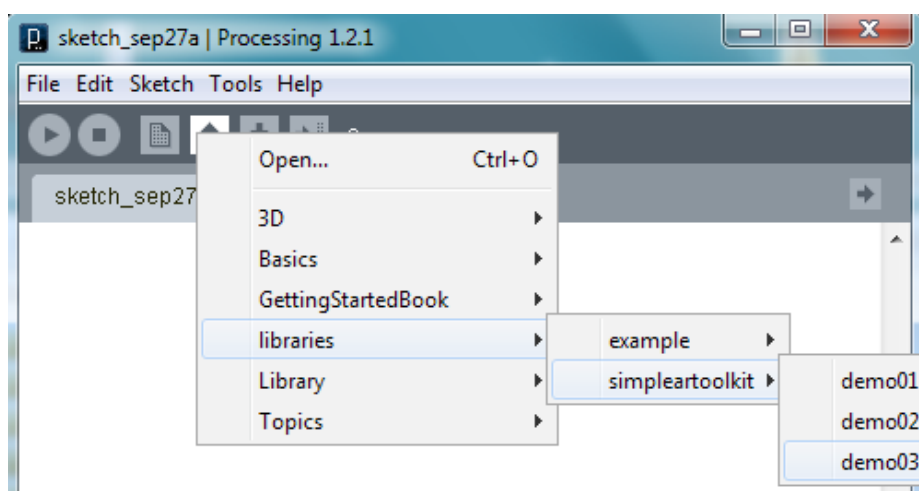 sketch_sep27a | Processing 1.2.1
File Edit Sketch Tools Help
Open... Ctrl+O
sketch_sep27
3D
Basics
GettingStartedBook
libraries
example
Library
simpleartoolkit
demo01
Topics
demo02
demo03